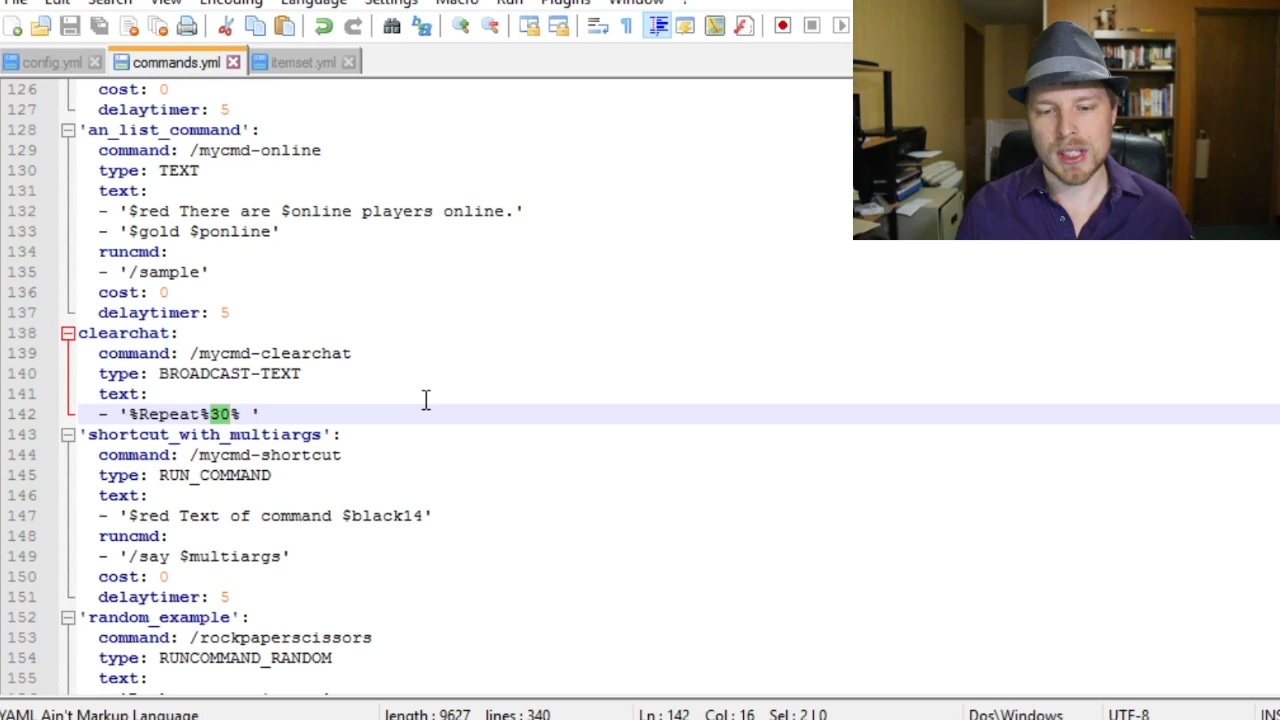 File Edit Search View Encoding Language Settings Macro Run Plugins Window ?
config.yml commands.yml itemset.yml
126 cost: 0
127 delaytimer: 5
128 'an_list_command':
129 command: /mycmd-online
130 type: TEXT
131 text:
132 - '$red There are $online players online.'
133 - '$gold $ponline'
134 runcmd:
135 - '/sample'
136 cost: 0
137 delaytimer: 5
138 clearchat:
139 command: /mycmd-clearchat
140 type: BROADCAST-TEXT
141 text:
142 - '%Repeat%30% '
143 'shortcut_with_multiargs':
144 command: /mycmd-shortcut
145 type: RUN_COMMAND
146 text:
147 - '$red Text of command $black14'
148 runcmd:
149 - '/say $multiargs'
150 cost: 0
151 delaytimer: 5
152 'random_example':
153 command: /rockpaperscissors
154 type: RUNCOMMAND_RANDOM
155 text:
YAML Ain't Markup Language length : 9627 lines : 340 Ln : 142 Col : 16 Sel : 2 | 0 Dos\Windows UTF-8 INS